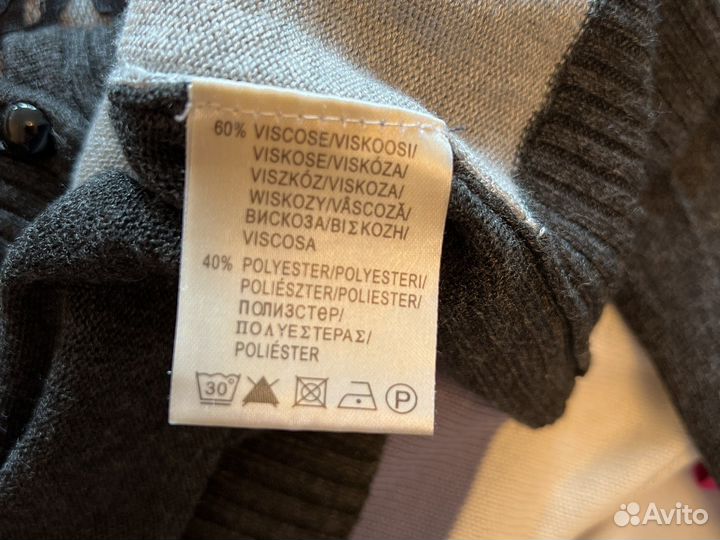 60% VISCOSE/VISKOOSI/
VISKOSE/VISKÓZA/
VISZKÓZ/VISKOZA/
WISKOZY/VÂSCOZĂ/
ВИСКОЗА/ΒΙΣΚΟΖΗ/
VISCOSA
40% POLYESTER/POLYESTERI/
POLIÉSZTER/POLIESTER/
ПОЛИЗСТΘР/
ΠΟΛΥΕΣΤΕΡΑΣ/
POLIÉSTER
30° P
Avito